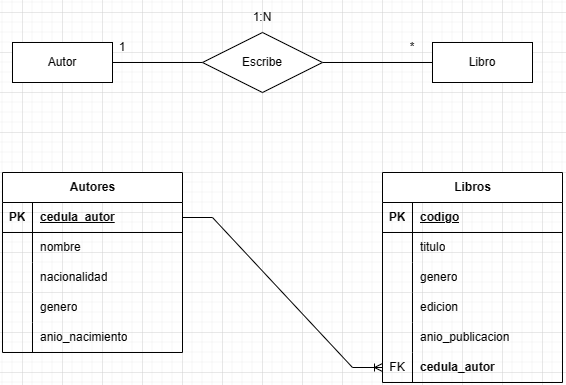 1:N
Autor
1
Escribe
*
Libro
Autores
PK cedula_autor
nombre
nacionalidad
genero
anio_nacimiento
Libros
PK codigo
titulo
genero
edicion
anio_publicacion
FK cedula_autor